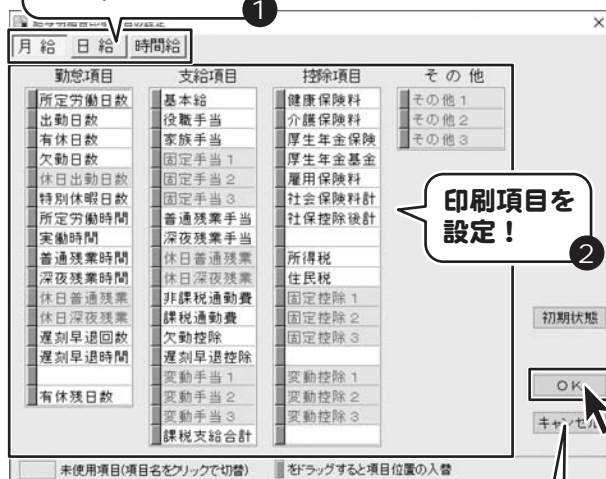 1
月 給 日 給 時間給
勤怠項目 支給項目 控除項目 そ の 他
所定労働日数 基本給 健康保険料 その他1
出勤日数 役職手当 介護保険料 その他2
有休日数 家族手当 厚生年金保険 その他3
欠勤日数 固定手当1 厚生年金基金
休日出勤日数 固定手当2 雇用保険料
特別休暇日数 固定手当3 社会保険料計
所定労働時間 普通残業手当 社保控除後計
実働時間 深夜残業手当
普通残業時間 休日普通残業 所得税
深夜残業時間 休日深夜残業 住民税
休日普通残業 非課税通勤費 固定控除1
休日深夜残業 課税通勤費 固定控除2
遅刻早退回数 欠勤控除 固定控除3
遅刻早退時間 遅刻早退控除
変動手当1 変動控除1
有休残日数 変動手当2 変動控除2
変動手当3 変動控除3
課税支給合計
印刷項目を
設定!
2
初期状態
OK
キャンセル
未使用項目(項目名をクリックで切替) をドラッグすると項目位置の入替